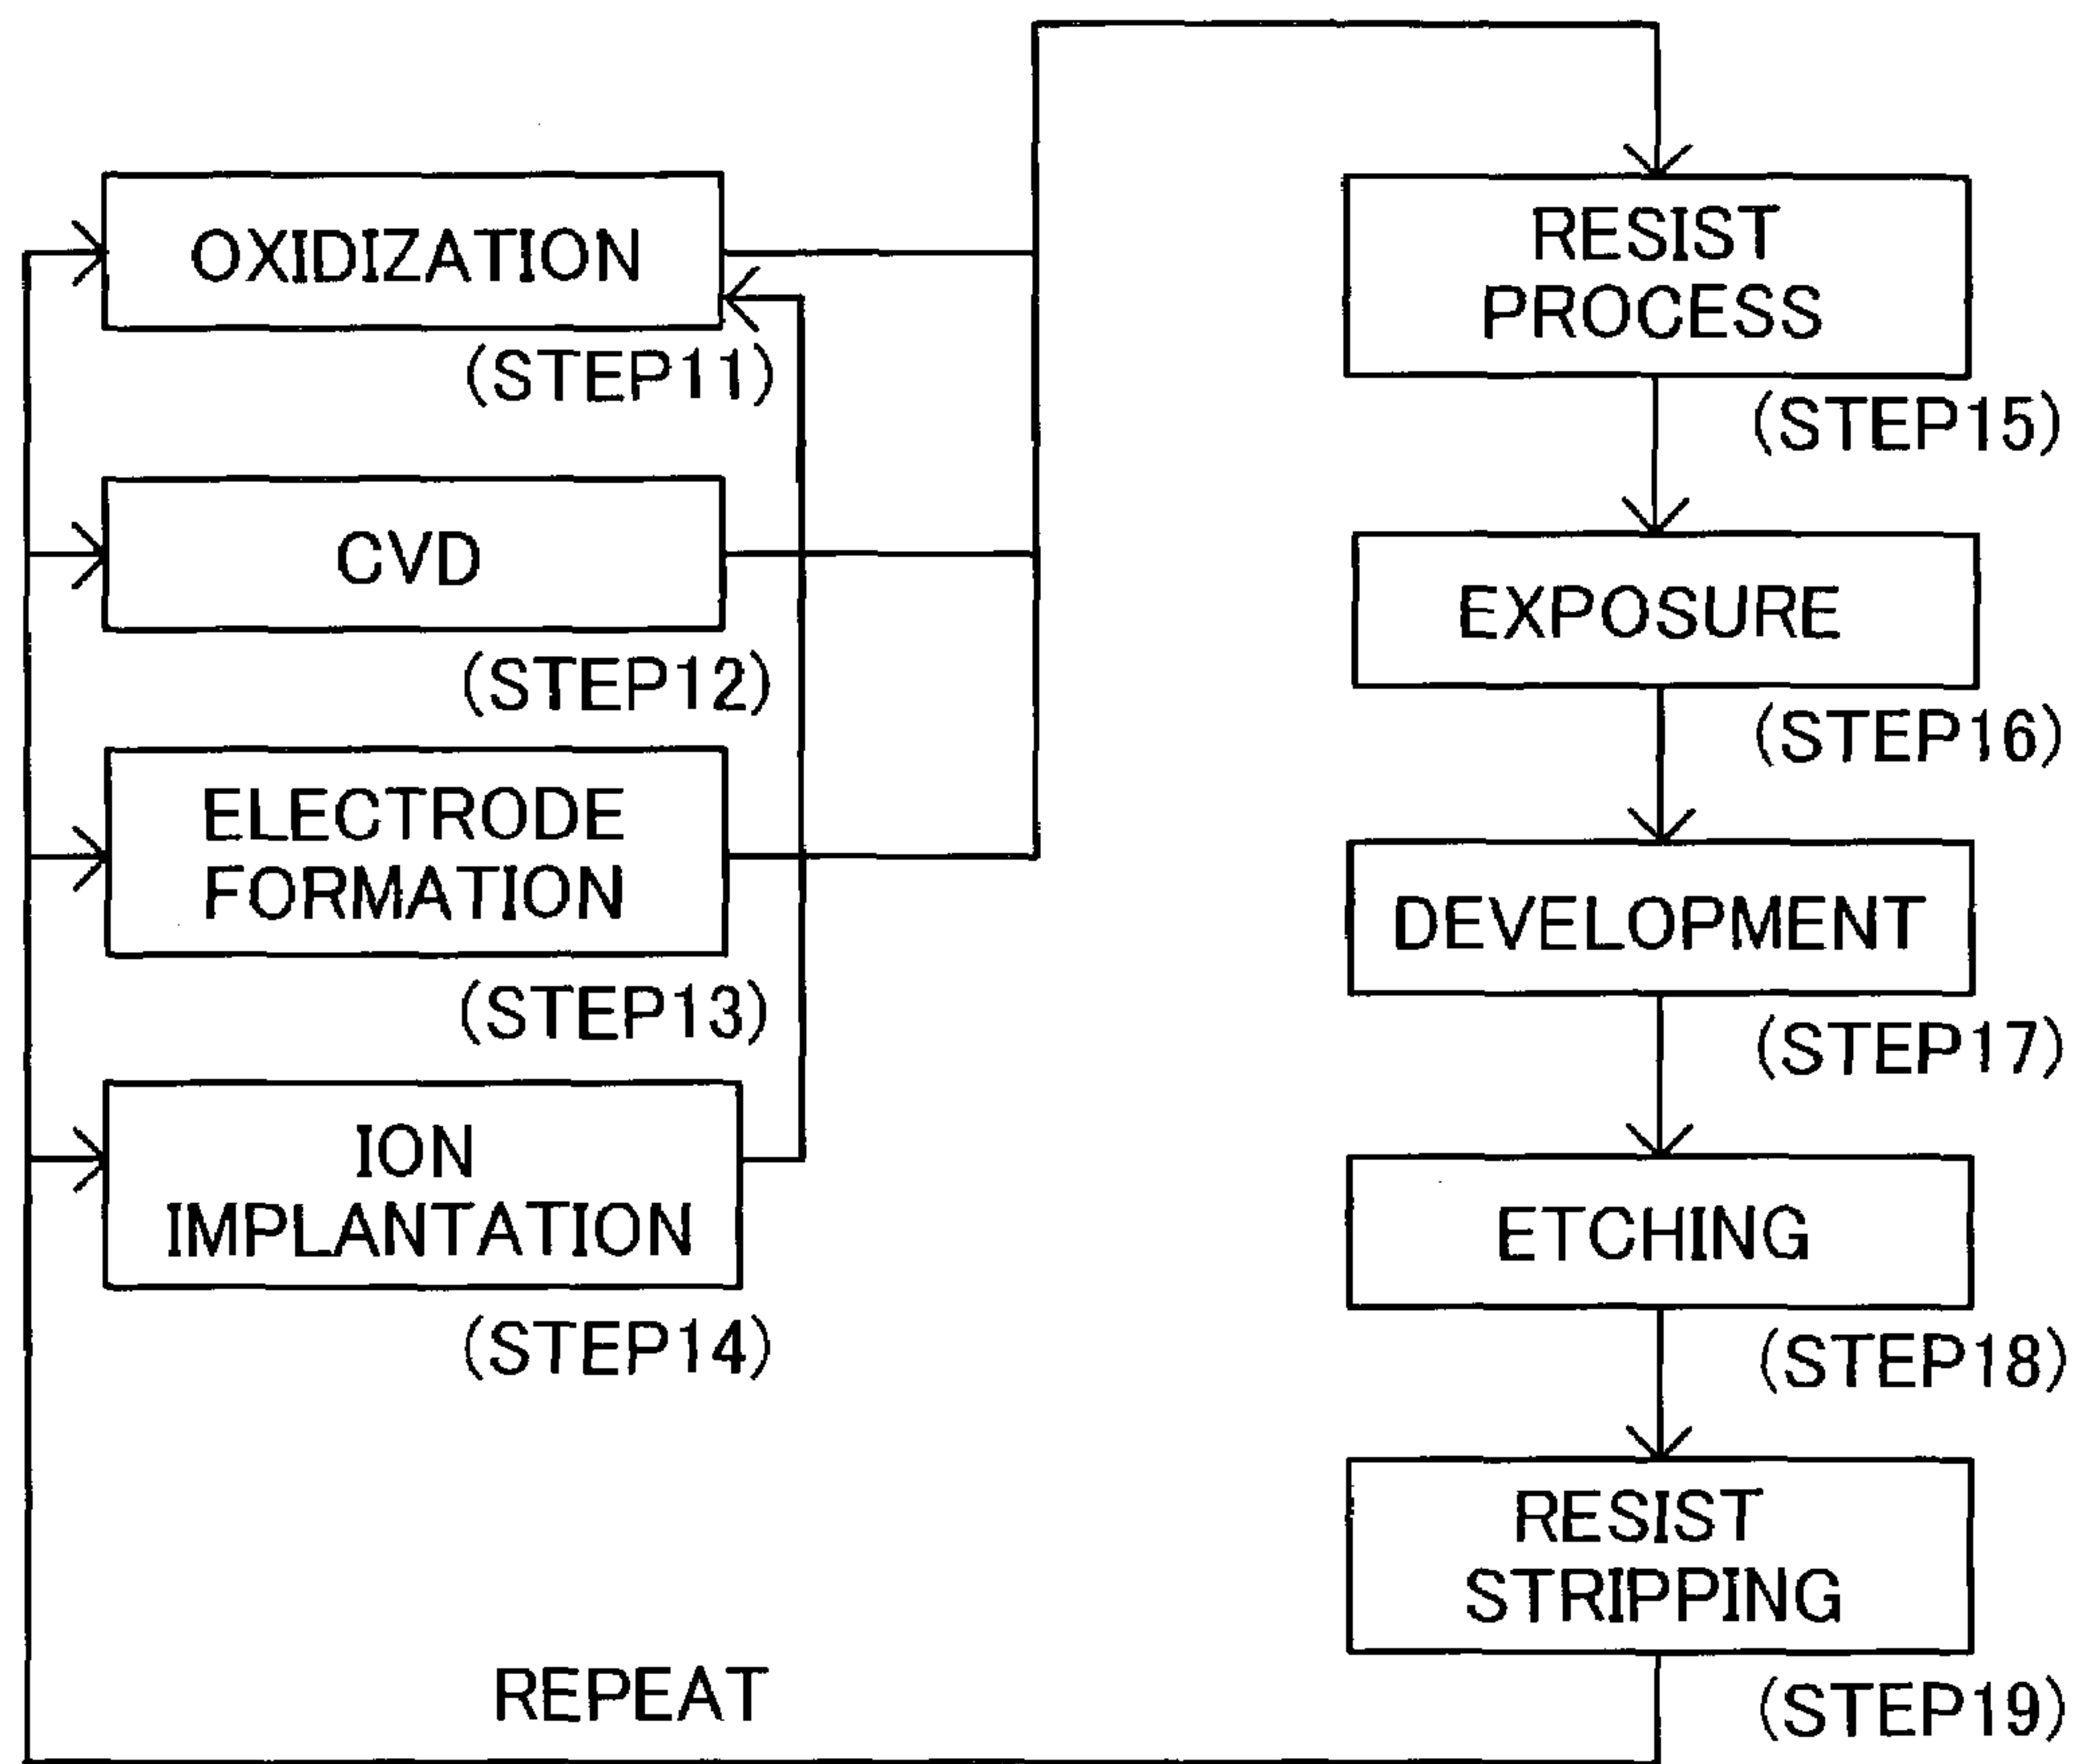 OXIDIZATION
(STEP11)
CVD
(STEP12)
ELECTRODE
FORMATION
(STEP13)
ION
IMPLANTATION
(STEP14)
REPEAT
RESIST
PROCESS
(STEP15)
EXPOSURE
(STEP16)
DEVELOPMENT
(STEP17)
ETCHING
(STEP18)
RESIST
STRIPPING
(STEP19)